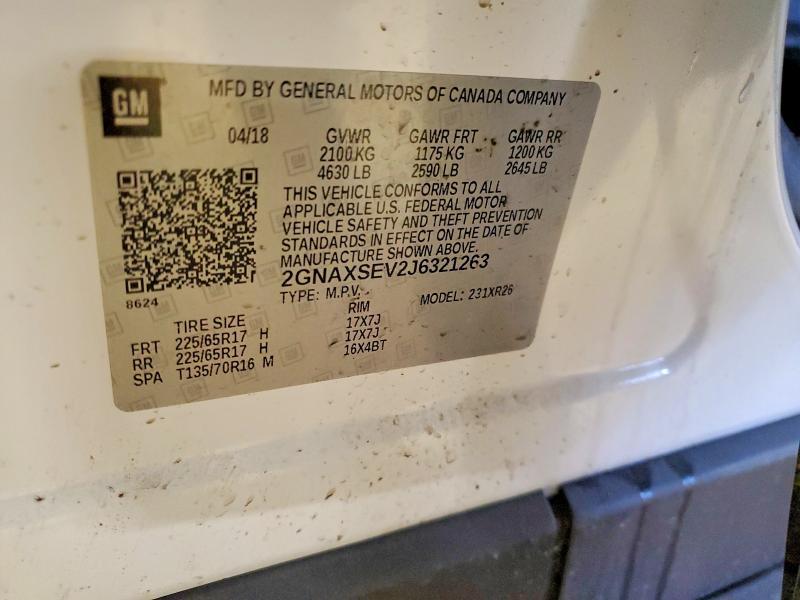 GM
MFD BY GENERAL MOTORS OF CANADA COMPANY
04/18 GVWR GAWR FRT GAWR RR
2100 KG 1175 KG 1200 KG
4630 LB 2590 LB 2645 LB
THIS VEHICLE CONFORMS TO ALL
APPLICABLE U.S. FEDERAL MOTOR
VEHICLE SAFETY AND THEFT PREVENTION
STANDARDS IN EFFECT ON THE DATE OF
MANUFACTURE SHOWN ABOVE.
2GNAXSEV2J6321263
8624
TYPE: M.P.V. MODEL: 231XR26
TIRE SIZE RIM
FRT 225/65R17 H 17X7J
RR 225/65R17 H 17X7J
SPA T135/70R16 M 16X4BT